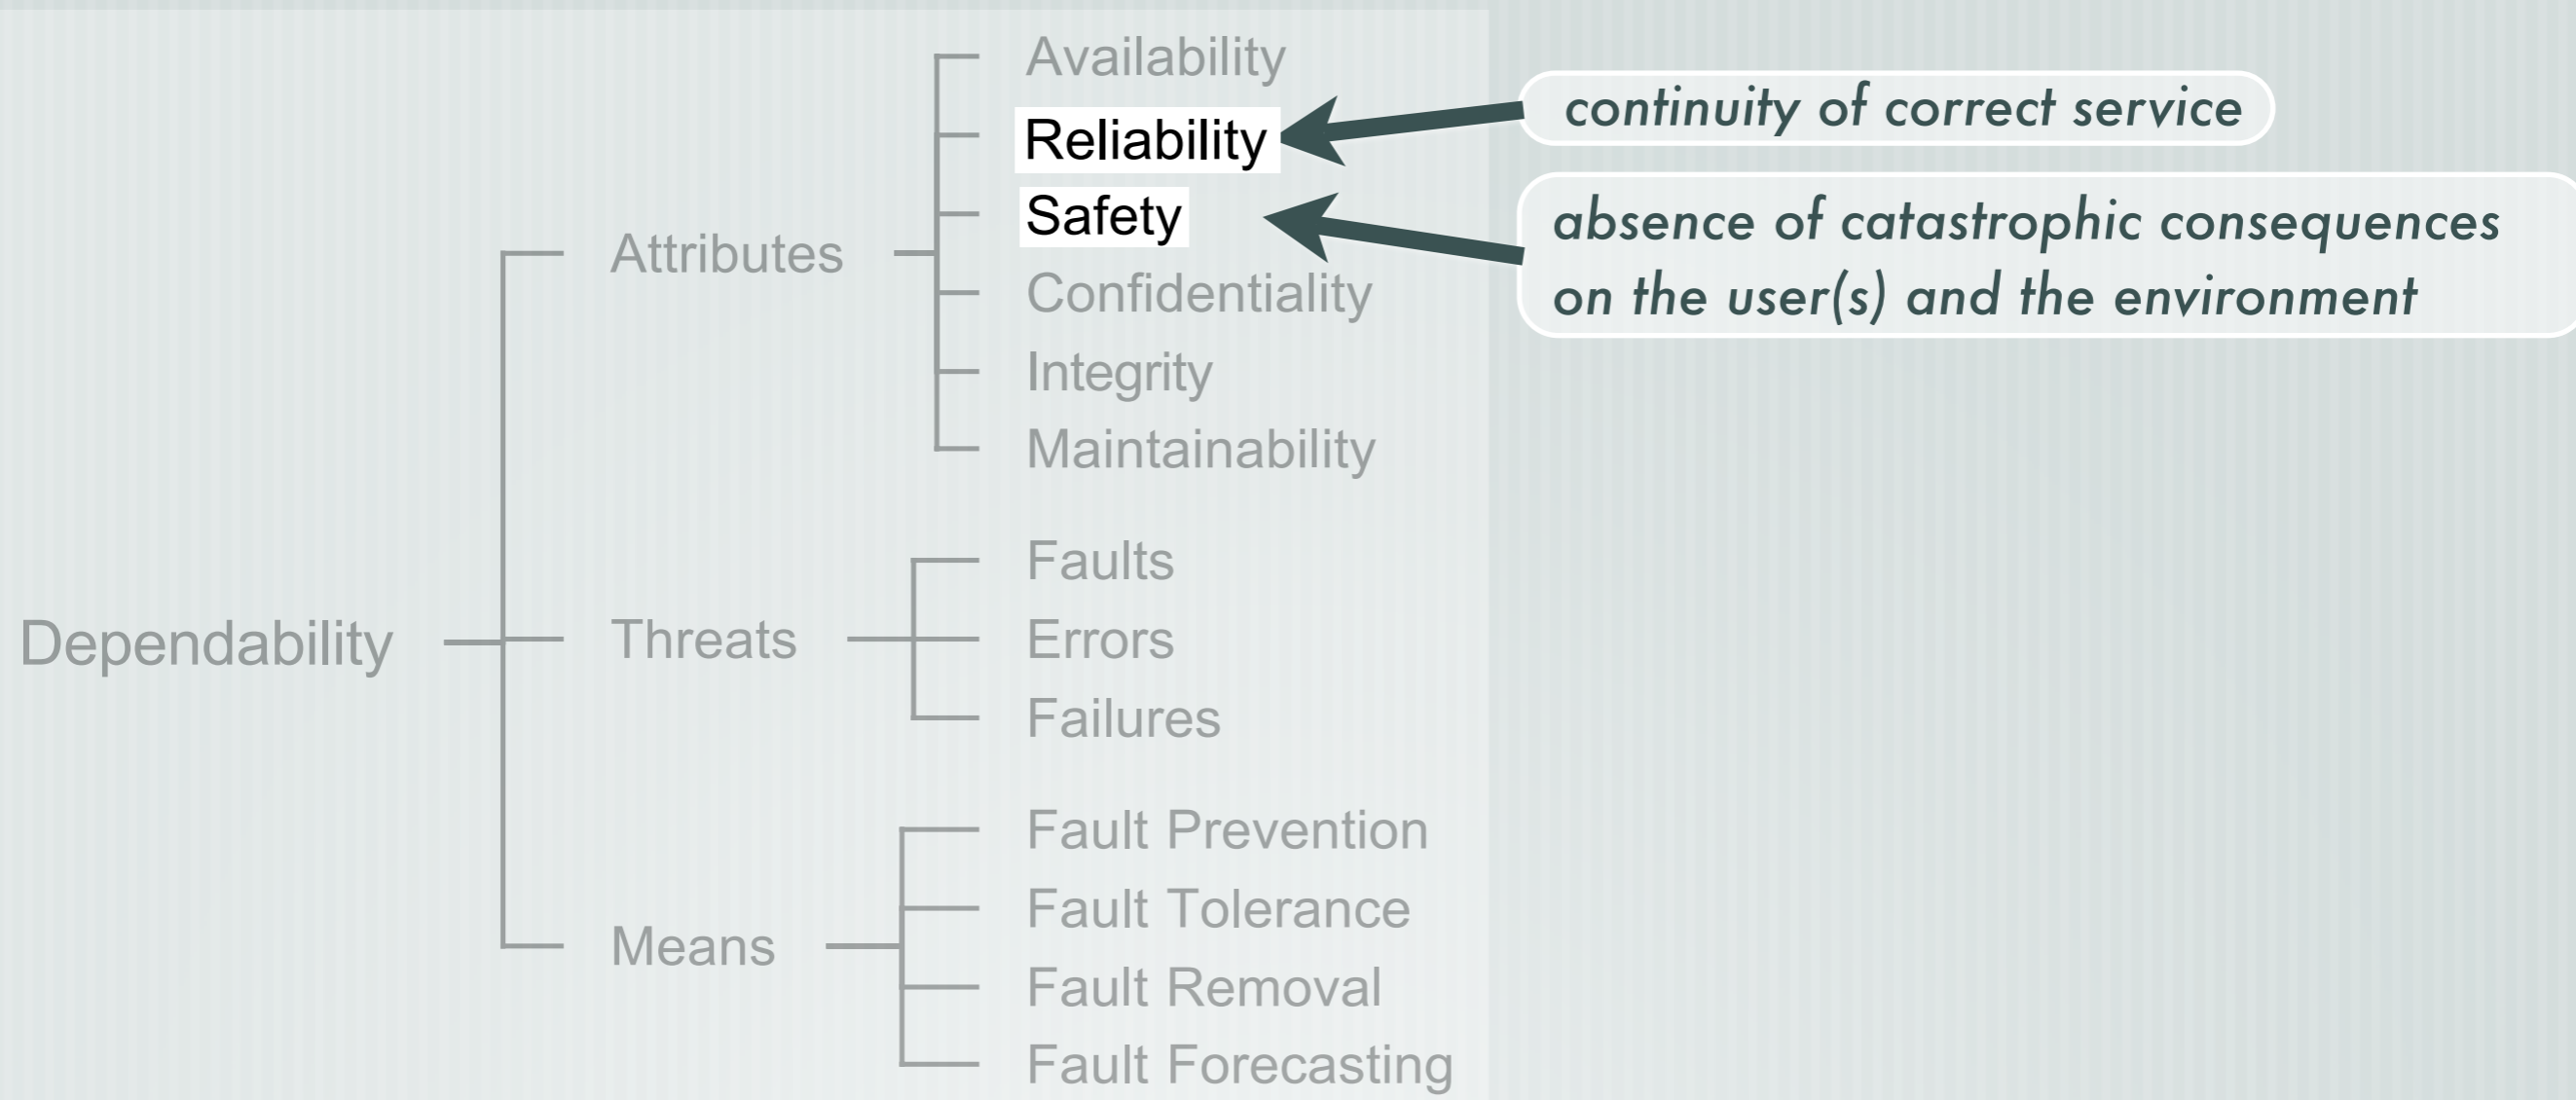 Availability
Reliability
continuity of correct service
Safety
absence of catastrophic consequences
on the user(s) and the environment
Attributes
Confidentiality
Integrity
Maintainability
Faults
Dependability
Threats
Errors
Failures
Fault Prevention
Fault Tolerance
Means
Fault Removal
Fault Forecasting